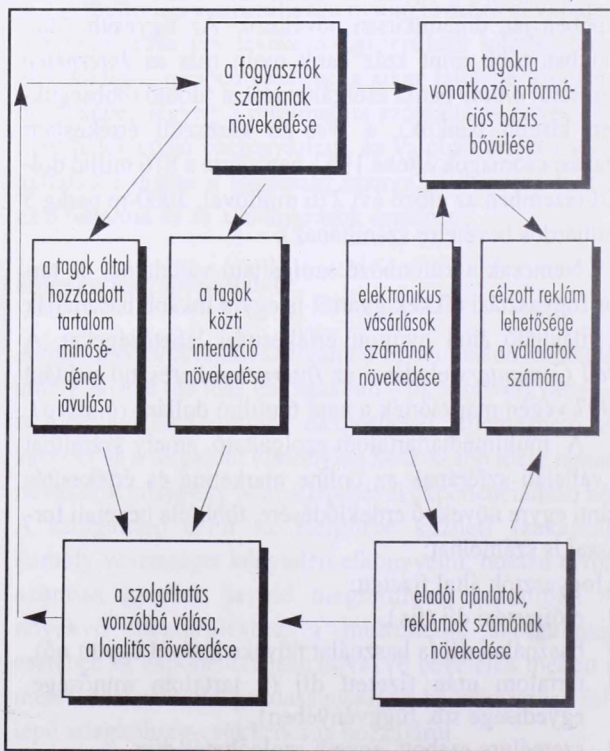 a fogyasztók
számának
növekedése
a tagokra
vonatkozó informá-
ciós bázis
bővülése
a tagok által
hozzáadott
tartalom
minősé-
gének
javulása
a tagok
közti
interakció
növekedése
elektronikus
vásárlások
számának
növekedése
célzott reklám
lehetősége
a vállalatok
számára
a szolgáltatás
vonzóbbá válása,
a lojalitás növekedése
eladói ajánlatok,
reklámok számának
növekedése